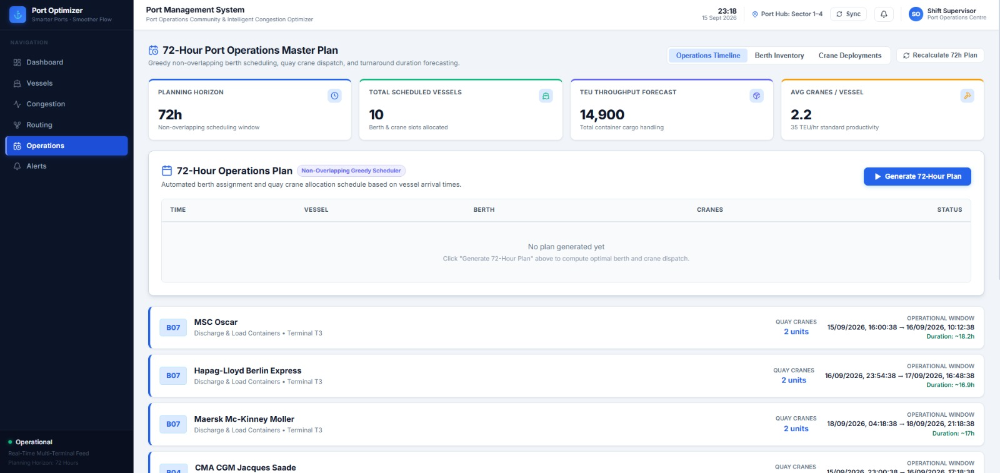 Port Optimizer
Smarter Ports · Smoother Flow
NAVIGATION
Dashboard
Vessels
Congestion
Routing
Operations
Alerts
Operational
Real-Time Multi-Terminal Feed
Planning Horizon: 72 Hours
Port Management System
Port Operations Community & Intelligent Congestion Optimizer
23:18
15 Sept 2026
Port Hub: Sector 1–4
Sync
SO
Shift Supervisor
Port Operations Centre
72-Hour Port Operations Master Plan
Greedy non-overlapping berth scheduling, quay crane dispatch, and turnaround duration forecasting.
Operations Timeline
Berth Inventory
Crane Deployments
Recalculate 72h Plan
PLANNING HORIZON
72h
Non-overlapping scheduling window
TOTAL SCHEDULED VESSELS
10
Berth & crane slots allocated
TEU THROUGHPUT FORECAST
14,900
Total container cargo handling
AVG CRANES / VESSEL
2.2
35 TEU/hr standard productivity
72-Hour Operations Plan
Non-Overlapping Greedy Scheduler
Automated berth assignment and quay crane allocation schedule based on vessel arrival times.
Generate 72-Hour Plan
TIME VESSEL BERTH CRANES STATUS
No plan generated yet
Click "Generate 72-Hour Plan" above to compute optimal berth and crane dispatch.
B07
MSC Oscar
Discharge & Load Containers • Terminal T3
QUAY CRANES
2 units
OPERATIONAL WINDOW
15/09/2026, 16:00:38 → 16/09/2026, 10:12:38
Duration: ~18.2h
B07
Hapag-Lloyd Berlin Express
Discharge & Load Containers • Terminal T3
QUAY CRANES
2 units
OPERATIONAL WINDOW
16/09/2026, 23:54:38 → 17/09/2026, 16:48:38
Duration: ~16.9h
B07
Maersk Mc-Kinney Moller
Discharge & Load Containers • Terminal T3
QUAY CRANES
2 units
OPERATIONAL WINDOW
18/09/2026, 04:18:38 → 18/09/2026, 21:18:38
Duration: ~17h
B04
CMA CGM Jacques Saade
QUAY CRANES
OPERATIONAL WINDOW
15/09/2026, 23:00:38 → 16/09/2026, 17:18:38